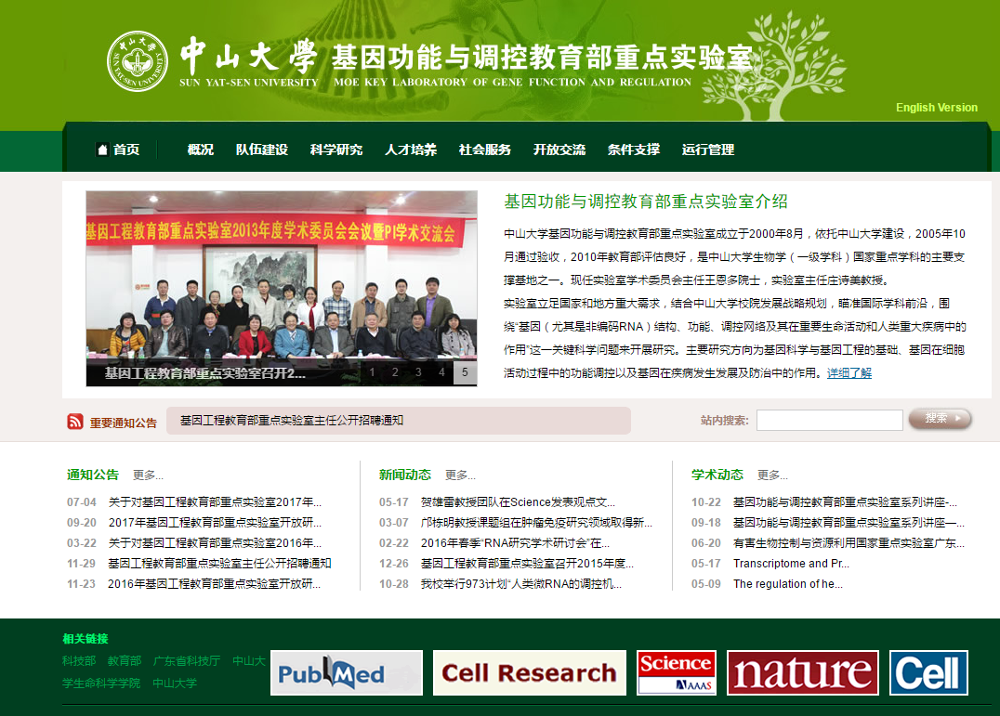 中山大學 基因功能与调控教育部重点实验室
SUN YAT-SEN UNIVERSITY MOE KEY LABORATORY OF GENE FUNCTION AND REGULATION
中山大學
SUN YAT-SEN UNIVERSITY
English Version
首页 概况 队伍建设 科学研究 人才培养 社会服务 开放交流 条件支撑 运行管理
基因工程教育部重点实验室2013年度学术委员会会议暨PI学术交流会
基因工程教育部重点实验室召开2...
1 2 3 4 5
基因功能与调控教育部重点实验室介绍
中山大学基因功能与调控教育部重点实验室成立于2000年8月，依托中山大学建设，2005年10
月通过验收，2010年教育部评估良好，是中山大学生物学（一级学科）国家重点学科的主要支
撑基地之一。现任实验室学术委员会主任王恩多院士，实验室主任庄诗美教授。
实验室立足国家和地方重大需求，结合中山大学校院发展战略规划，瞄准国际学科前沿，围
绕“基因（尤其是非编码RNA）结构、功能、调控网络及其在重要生命活动和人类重大疾病中的
作用”这一关键科学问题来开展研究。主要研究方向为基因科学与基因工程的基础、基因在细胞
活动过程中的功能调控以及基因在疾病发生发展及防治中的作用。详细了解
重要通知公告 基因工程教育部重点实验室主任公开招聘通知
站内搜索: 搜索
通知公告 更多...
07-04 关于对基因工程教育部重点实验室2017年...
09-20 2017年基因工程教育部重点实验室开放研...
03-22 关于对基因工程教育部重点实验室2016年...
11-29 基因工程教育部重点实验室主任公开招聘通知
11-23 2016年基因工程教育部重点实验室开放研...
新闻动态 更多...
05-17 贺雄雷教授团队在Science发表观点文...
03-07 邝栋明教授课题组在肿瘤免疫研究领域取得新...
02-22 2016年春季“RNA研究学术研讨会”在...
12-26 基因工程教育部重点实验室召开2015年度...
10-28 我校举行973计划“人类微RNA的调控机...
学术动态 更多...
10-22 基因功能与调控教育部重点实验室系列讲座-...
09-18 基因功能与调控教育部重点实验室系列讲座—...
06-20 有害生物控制与资源利用国家重点实验室广东...
05-17 Transcriptome and Pr...
05-09 The regulation of he...
相关链接
科技部 教育部 广东省科技厅 中山大
学生命科学学院 中山大学
PubMed
Cell Research
Science
AAAS
nature
Cell